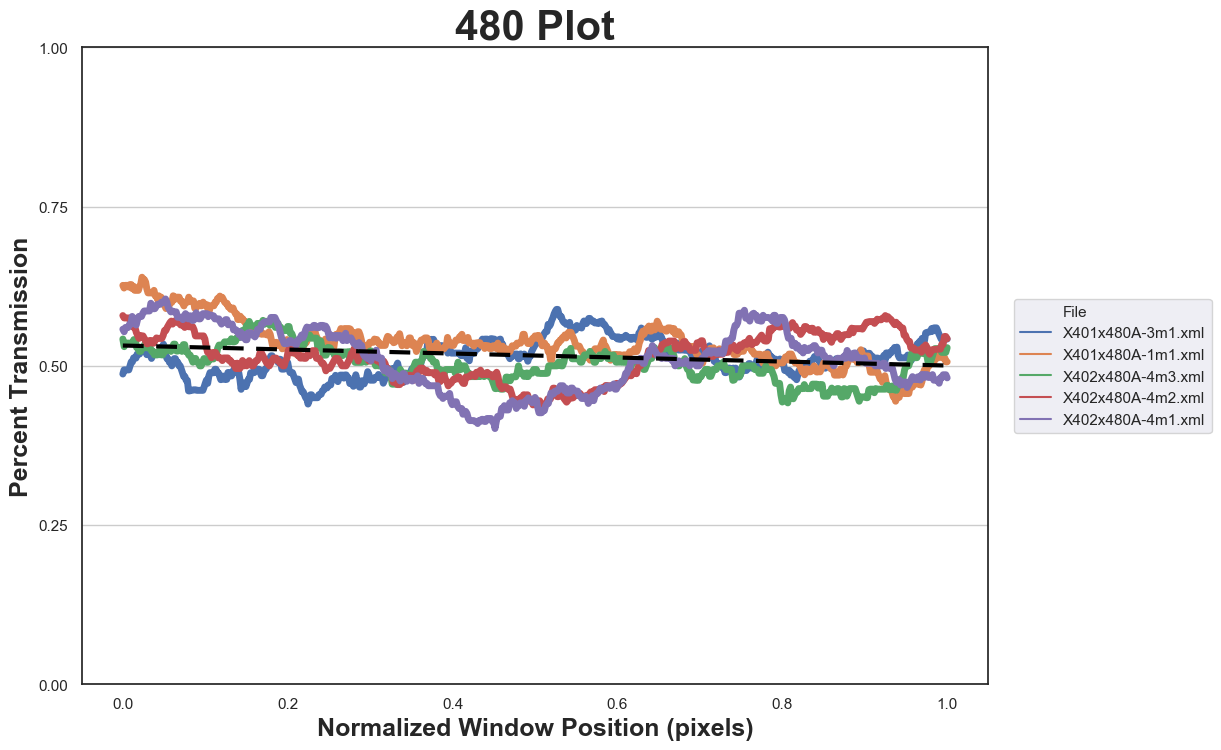 480 Plot
Percent Transmission
1.00
0.75
0.50
0.25
0.00
0.0 0.2 0.4 0.6 0.8 1.0
Normalized Window Position (pixels)
File
X401x480A-3m1.xml
X401x480A-1m1.xml
X402x480A-4m3.xml
X402x480A-4m2.xml
X402x480A-4m1.xml